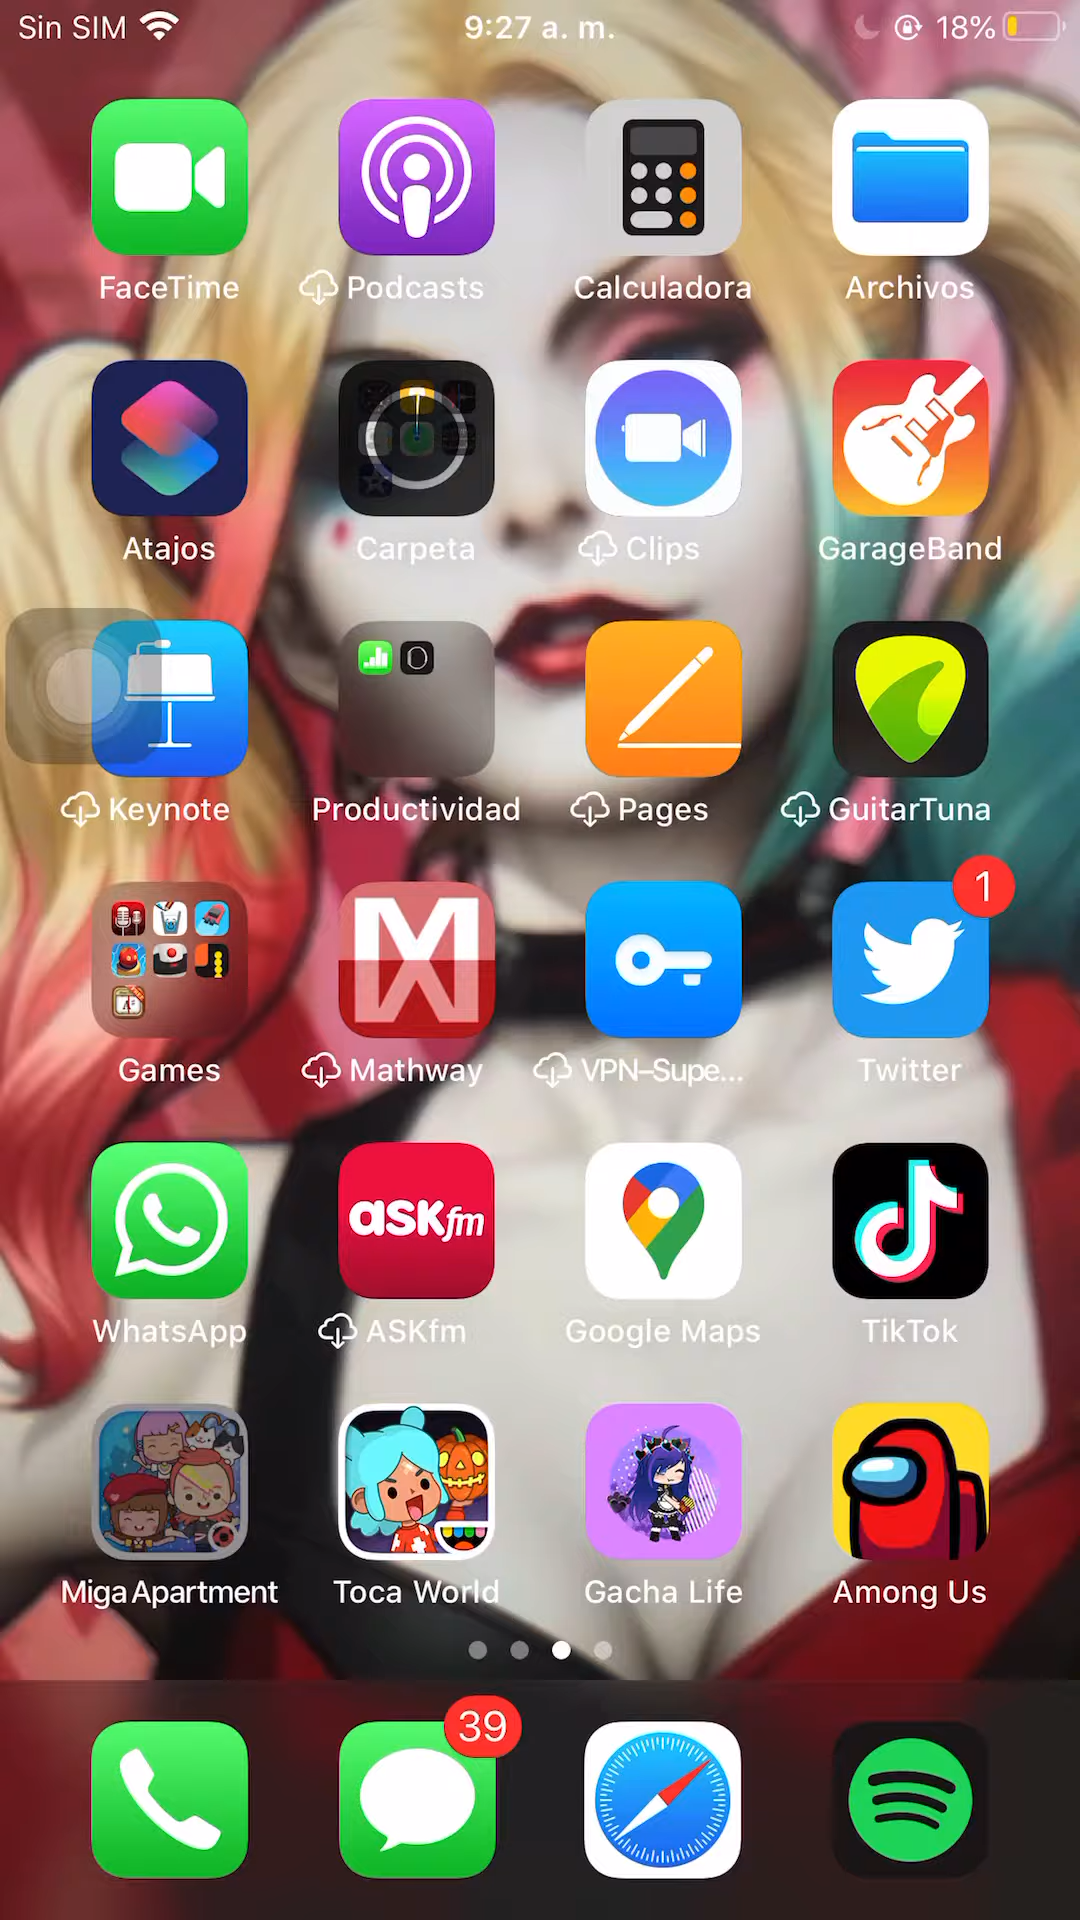 Sin SIM 9:27 a. m. 18%
FaceTime Podcasts Calculadora Archivos
Atajos Carpeta Clips GarageBand
Keynote Productividad Pages GuitarTuna
1
Games Mathway VPN–Supe... Twitter
ASKfm
WhatsApp ASKfm Google Maps TikTok
Miga Apartment Toca World Gacha Life Among Us
39